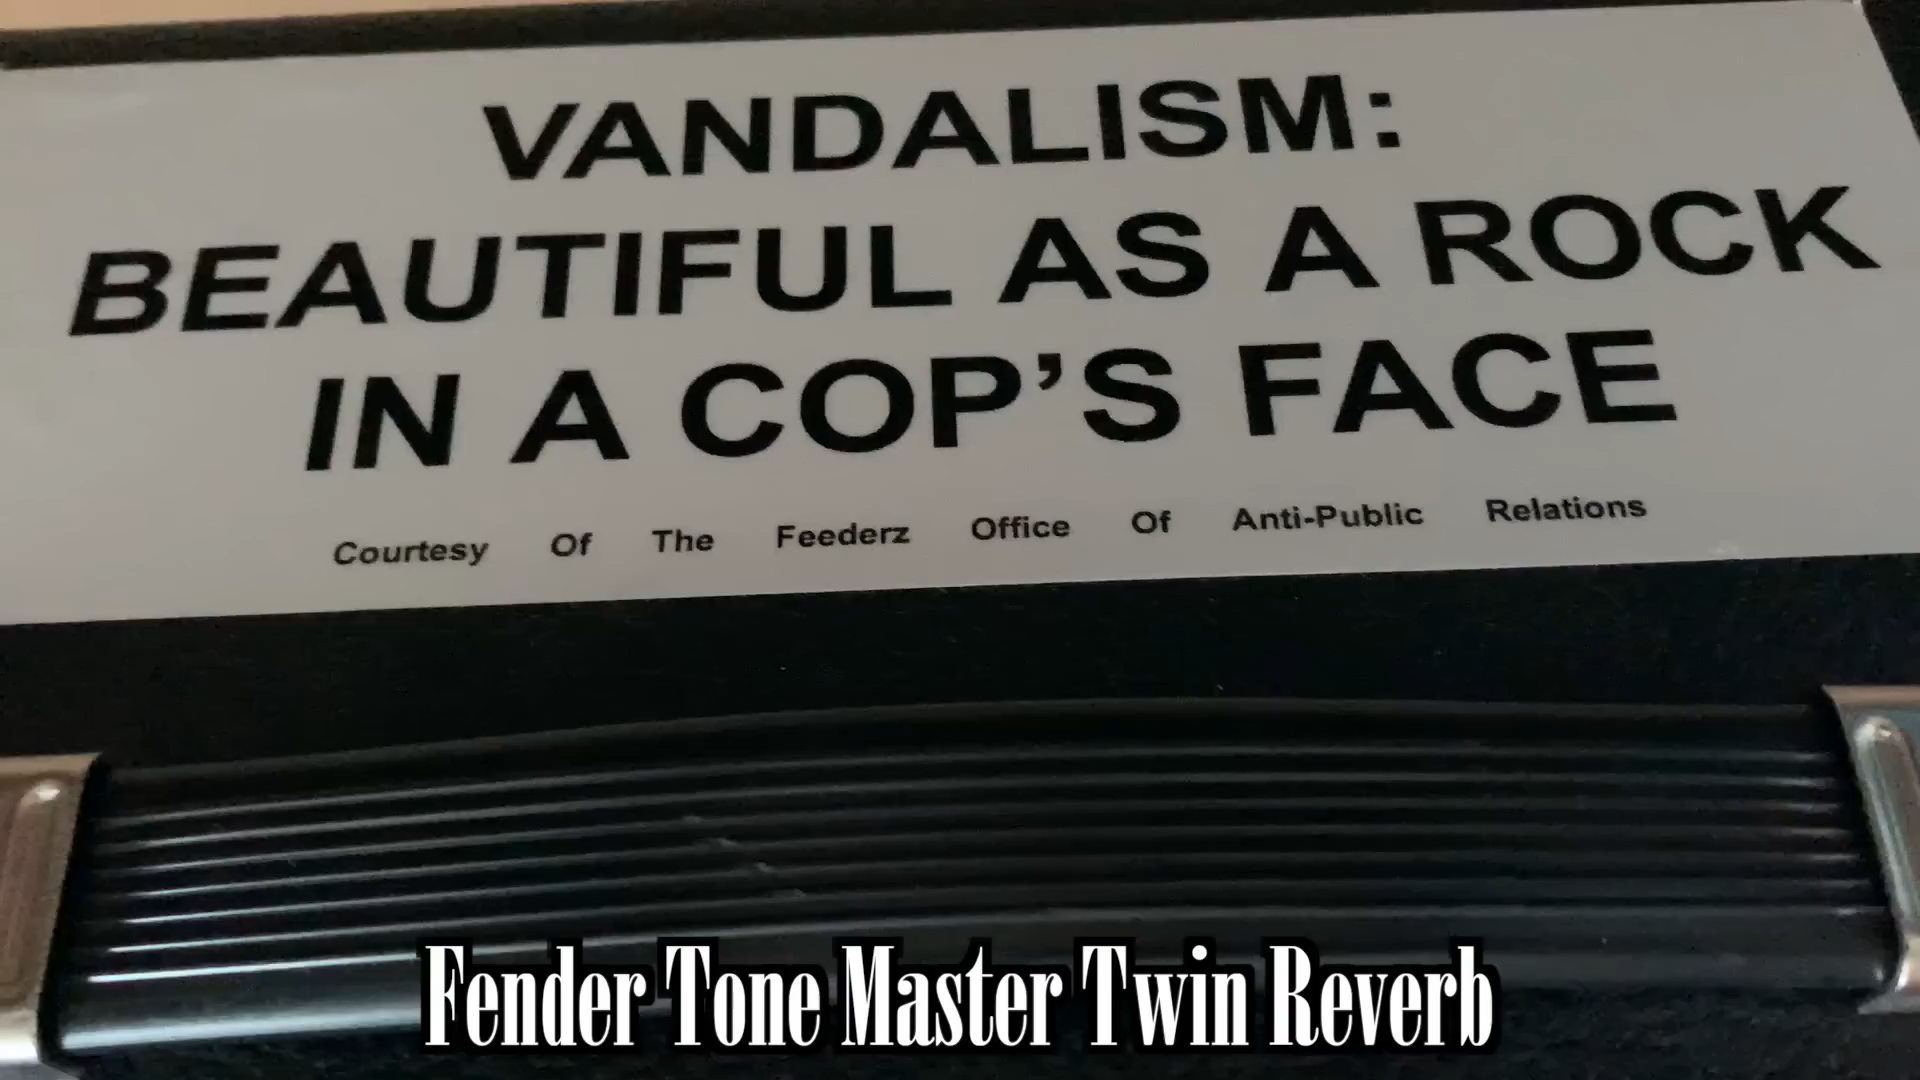 VANDALISM:
BEAUTIFUL AS A ROCK
IN A COP'S FACE
Courtesy Of The Feederz Office Of Anti-Public Relations
Fender Tone Master Twin Reverb